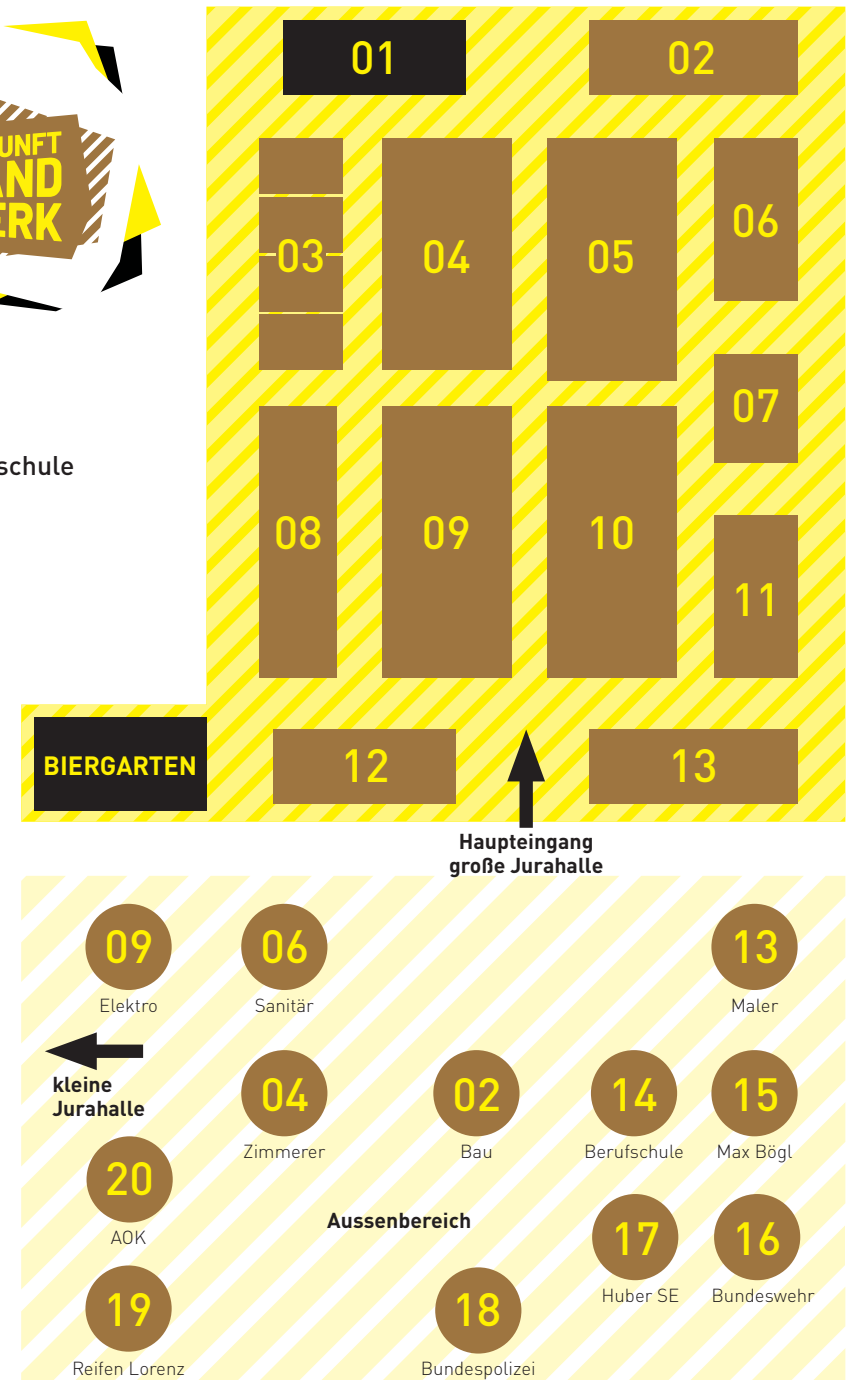 UNFT
AND
ERK
schule
01
02
03
04
05
06
07
08
09
10
11
BIERGARTEN
12
13
Haupteingang
große Jurahalle
09
Elektro
06
Sanitär
13
Maler
kleine
Jurahalle
04
Zimmerer
02
Bau
14
Berufschule
15
Max Bögl
20
AOK
Aussenbereich
17
Huber SE
16
Bundeswehr
19
Reifen Lorenz
18
Bundespolizei